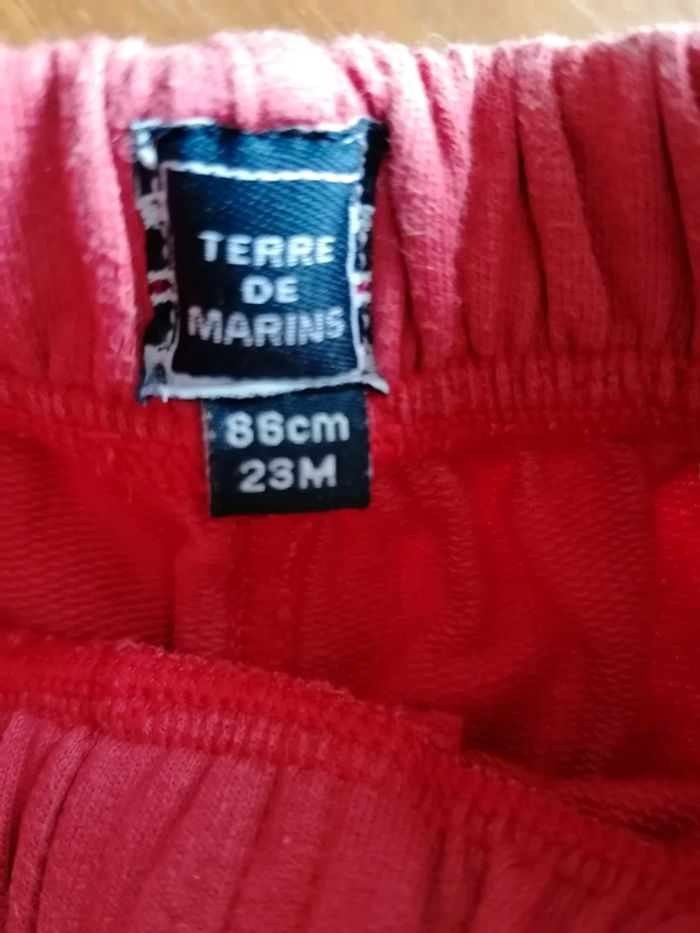 TERRE
DE
MARINS
86cm
23M